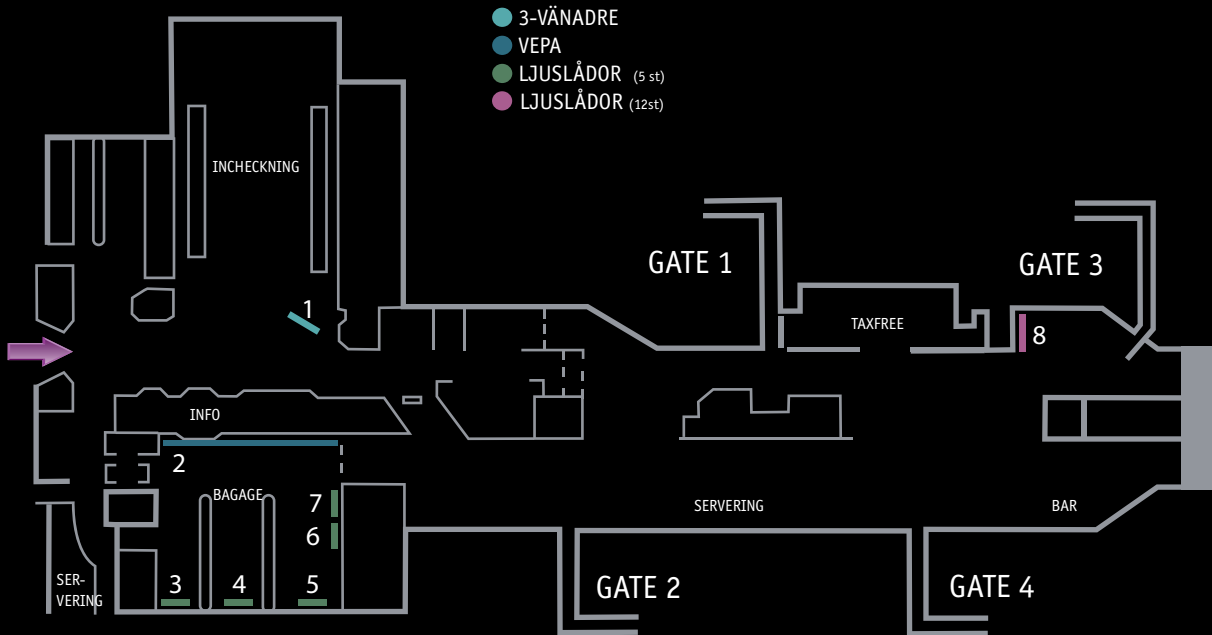 3-VÄNADRE
VEPA
LJUSLÅDOR (5 st)
LJUSLÅDOR (12st)
INCHECKNING
GATE 1
GATE 3
1
TAXFREE
8
INFO
2
BAGAGE
7
SERVERING
BAR
6
3
4
5
SER-
VERING
GATE 2
GATE 4